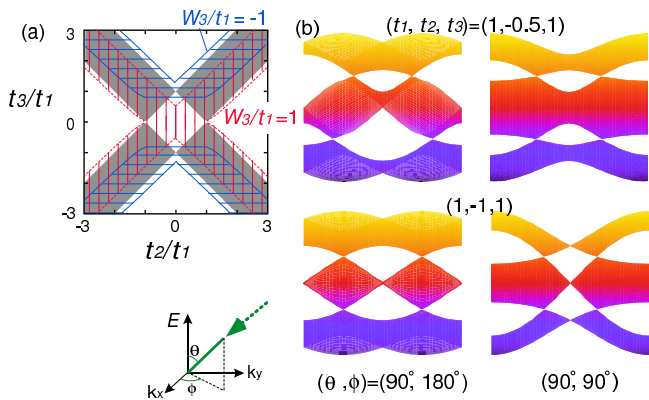 (a)
W3/t1= -1
3
t3/t1
0
W3/t1=1
-3
-3
0
3
t2/t1
(b)
(t1, t2, t3)=(1,-0.5,1)
(1,-1,1)
E
θ
ky
kx
ϕ
(θ ,ϕ)=(90°, 180°)
(90°, 90°)